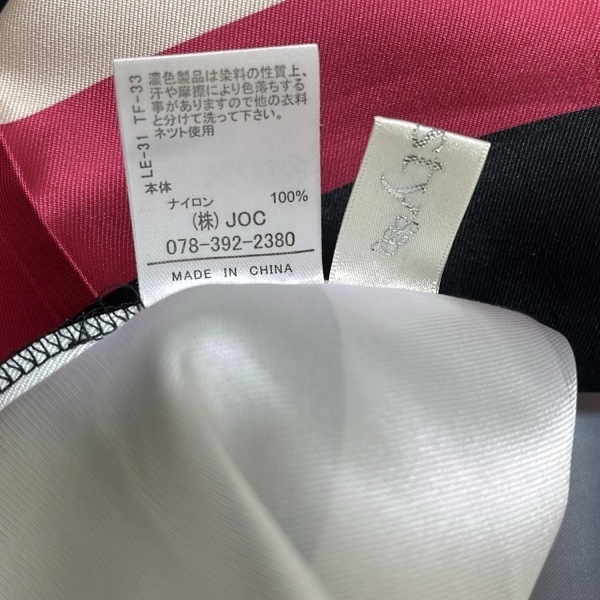 濃色製品は染料の性質上、
汗や摩擦により色落ちする
事がありますので他の衣料
と分けて洗って下さい。
ネット使用
LE-31 TF-33
本体
ナイロン 100%
(株) JOC
078-392-2380
MADE IN CHINA